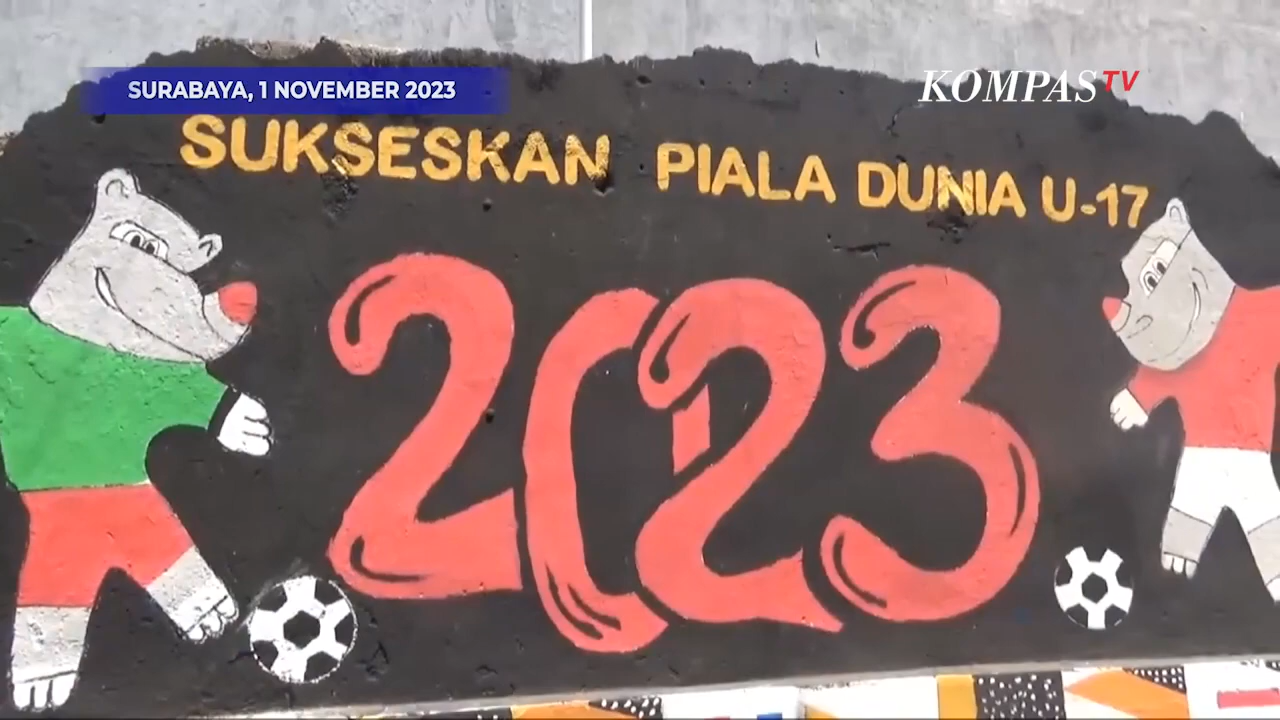 SURABAYA, 1 NOVEMBER 2023
KOMPASTV
SUKSESKAN PIALA DUNIA U-17
2023